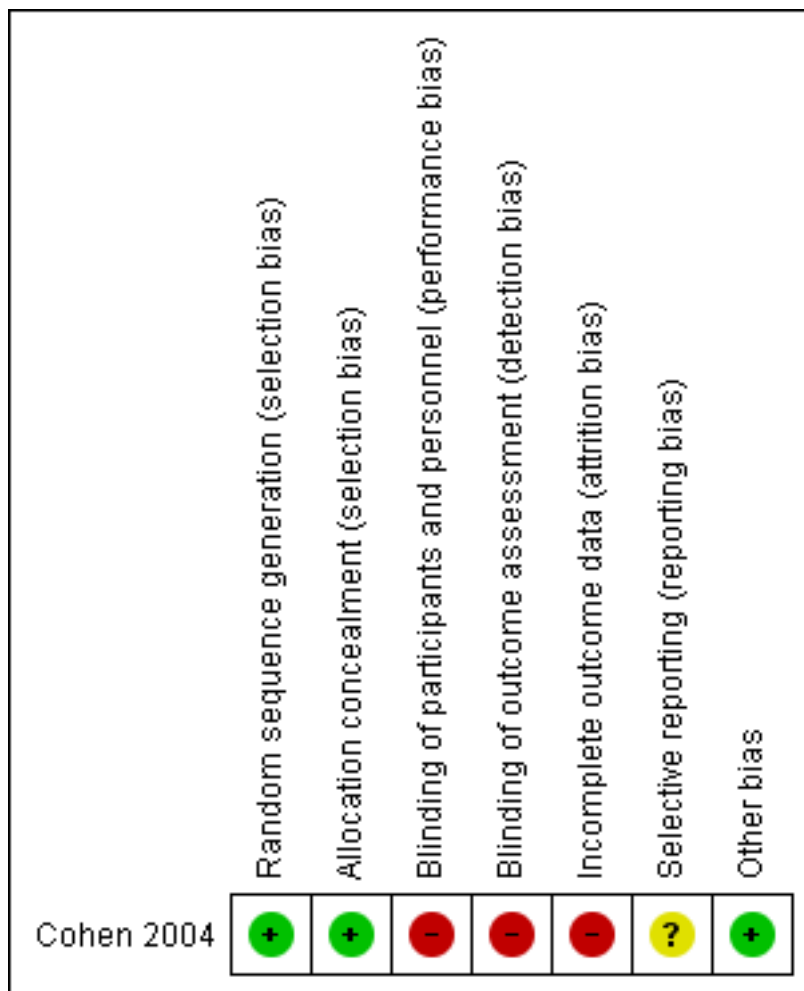 Random sequence generation (selection bias)
Allocation concealment (selection bias)
Blinding of participants and personnel (performance bias)
Blinding of outcome assessment (detection bias)
Incomplete outcome data (attrition bias)
Selective reporting (reporting bias)
Other bias
Cohen 2004 + + - - - ? +